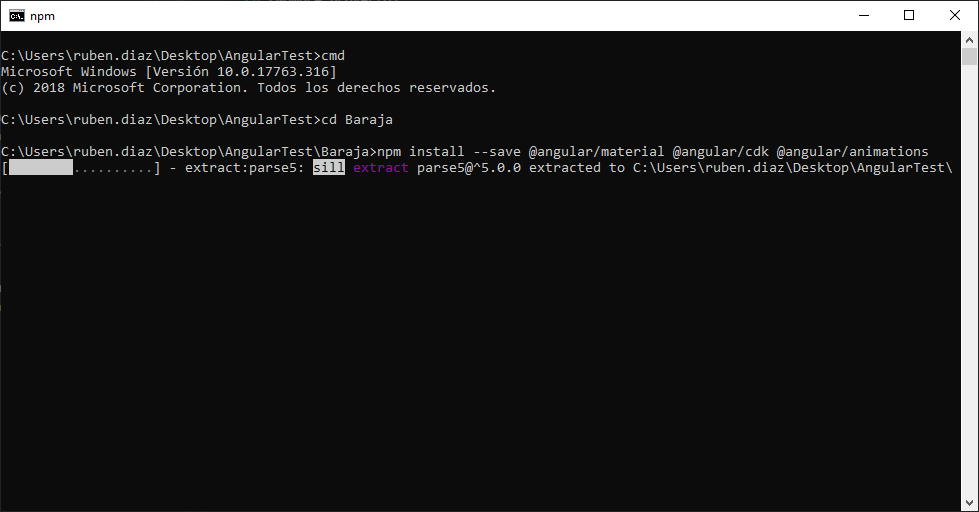 npm
C:\Users\ruben.diaz\Desktop\AngularTest>cmd
Microsoft Windows [Versión 10.0.17763.316]
(c) 2018 Microsoft Corporation. Todos los derechos reservados.
C:\Users\ruben.diaz\Desktop\AngularTest>cd Baraja
C:\Users\ruben.diaz\Desktop\AngularTest\Baraja>npm install --save @angular/material @angular/cdk @angular/animations
[        ..........] - extract:parse5: sill extract parse5@^5.0.0 extracted to C:\Users\ruben.diaz\Desktop\AngularTest\